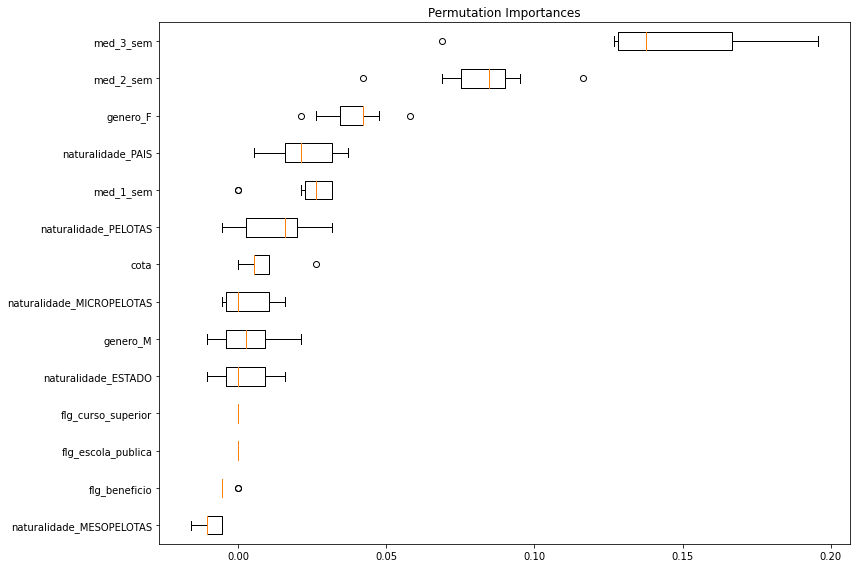 Permutation Importances
med_3_sem
med_2_sem
genero_F
naturalidade_PAIS
med_1_sem
naturalidade_PELOTAS
cota
naturalidade_MICROPELOTAS
genero_M
naturalidade_ESTADO
flg_curso_superior
flg_escola_publica
flg_beneficio
naturalidade_MESOPELOTAS
0.00 0.05 0.10 0.15 0.20